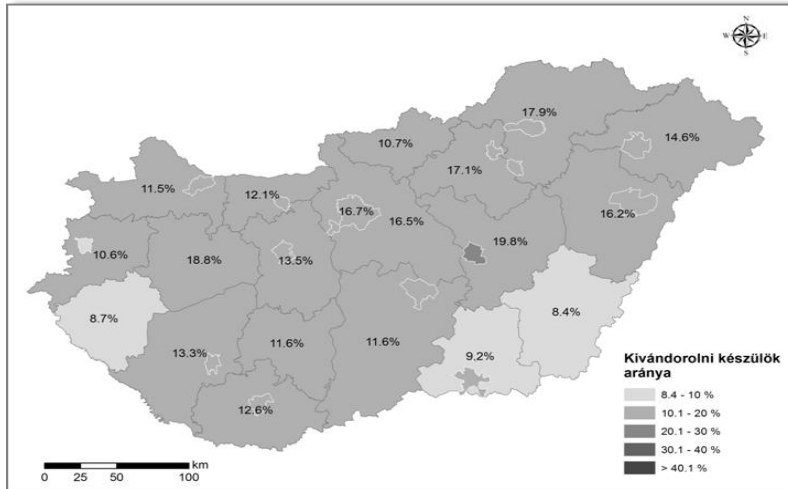 N
W E
S
17.9%
14.6%
10.7%
17.1%
11.5%
12.1%
16.7%
16.5%
16.2%
19.8%
10.6%
18.8%
13.5%
8.7%
8.4%
13.3%
11.6%
11.6%
9.2%
12.6%
Kivándorolni készülök
aránya
8.4 - 10 %
10.1 - 20 %
20.1 - 30 %
30.1 - 40 %
> 40.1 %
km
0 25 50 100